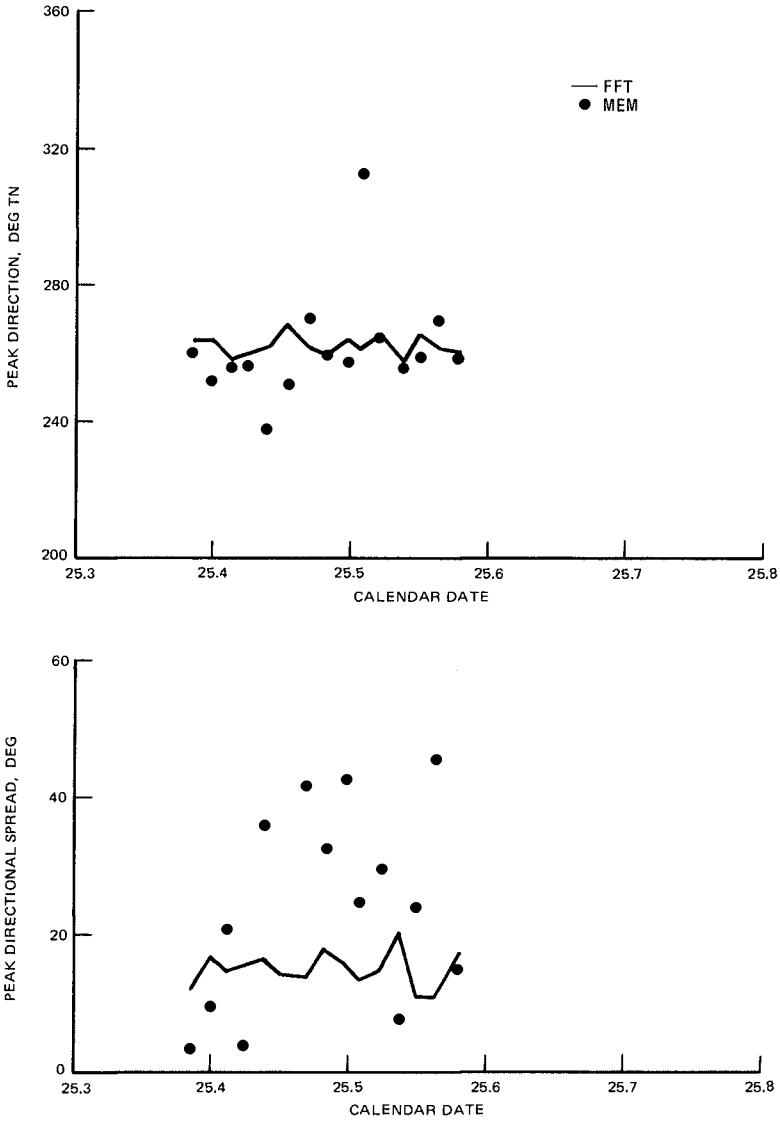 360
320
280
240
200
PEAK DIRECTION, DEG TN
FFT
MEM
25.3 25.4 25.5 25.6 25.7 25.8
CALENDAR DATE
60
40
20
0
PEAK DIRECTIONAL SPREAD, DEG
25.3 25.4 25.5 25.6 25.7 25.8
CALENDAR DATE